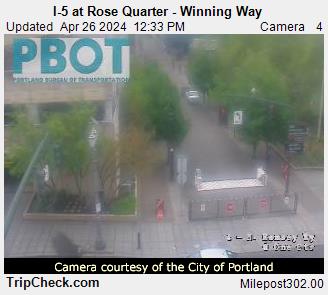 I-5 at Rose Quarter - Winning Way
Updated Apr 26 2024 12:33 PM Camera 4
PBOT
PORTLAND BUREAU OF TRANSPORTATION
Camera courtesy of the City of Portland
TripCheck.com Milepost302.00